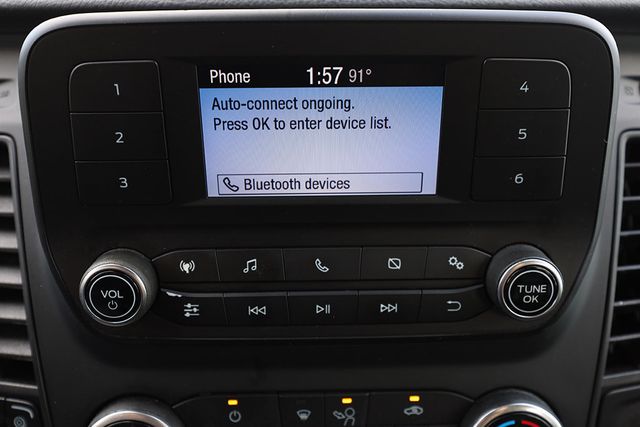 Phone 1:57 91°
Auto-connect ongoing.
Press OK to enter device list.
Bluetooth devices
1
2
3
4
5
6
VOL
TUNE
OK